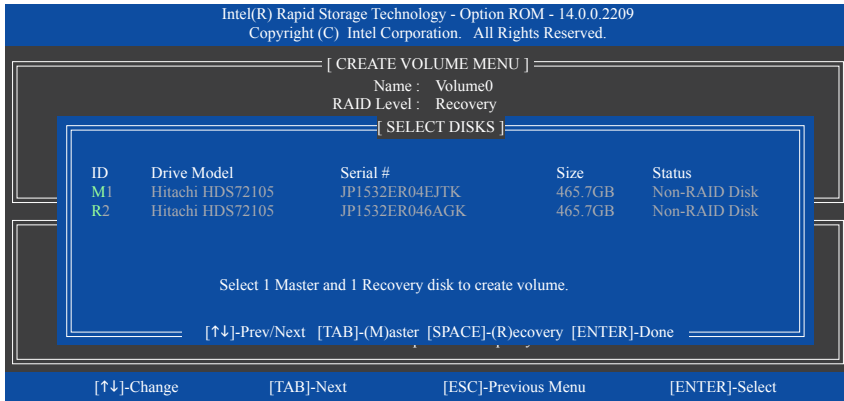 Intel(R) Rapid Storage Technology - Option ROM - 14.0.0.2209
Copyright (C) Intel Corporation. All Rights Reserved.
[ CREATE VOLUME MENU ]
Name : Volume0
RAID Level : Recovery
[ SELECT DISKS ]
ID Drive Model Serial # Size Status
M1 Hitachi HDS72105 JP1532ER04EJTK 465.7GB Non-RAID Disk
R2 Hitachi HDS72105 JP1532ER046AGK 465.7GB Non-RAID Disk
Select 1 Master and 1 Recovery disk to create volume.
[↑↓]-Prev/Next [TAB]-(M)aster [SPACE]-(R)ecovery [ENTER]-Done
[↑↓]-Change [TAB]-Next [ESC]-Previous Menu [ENTER]-Select